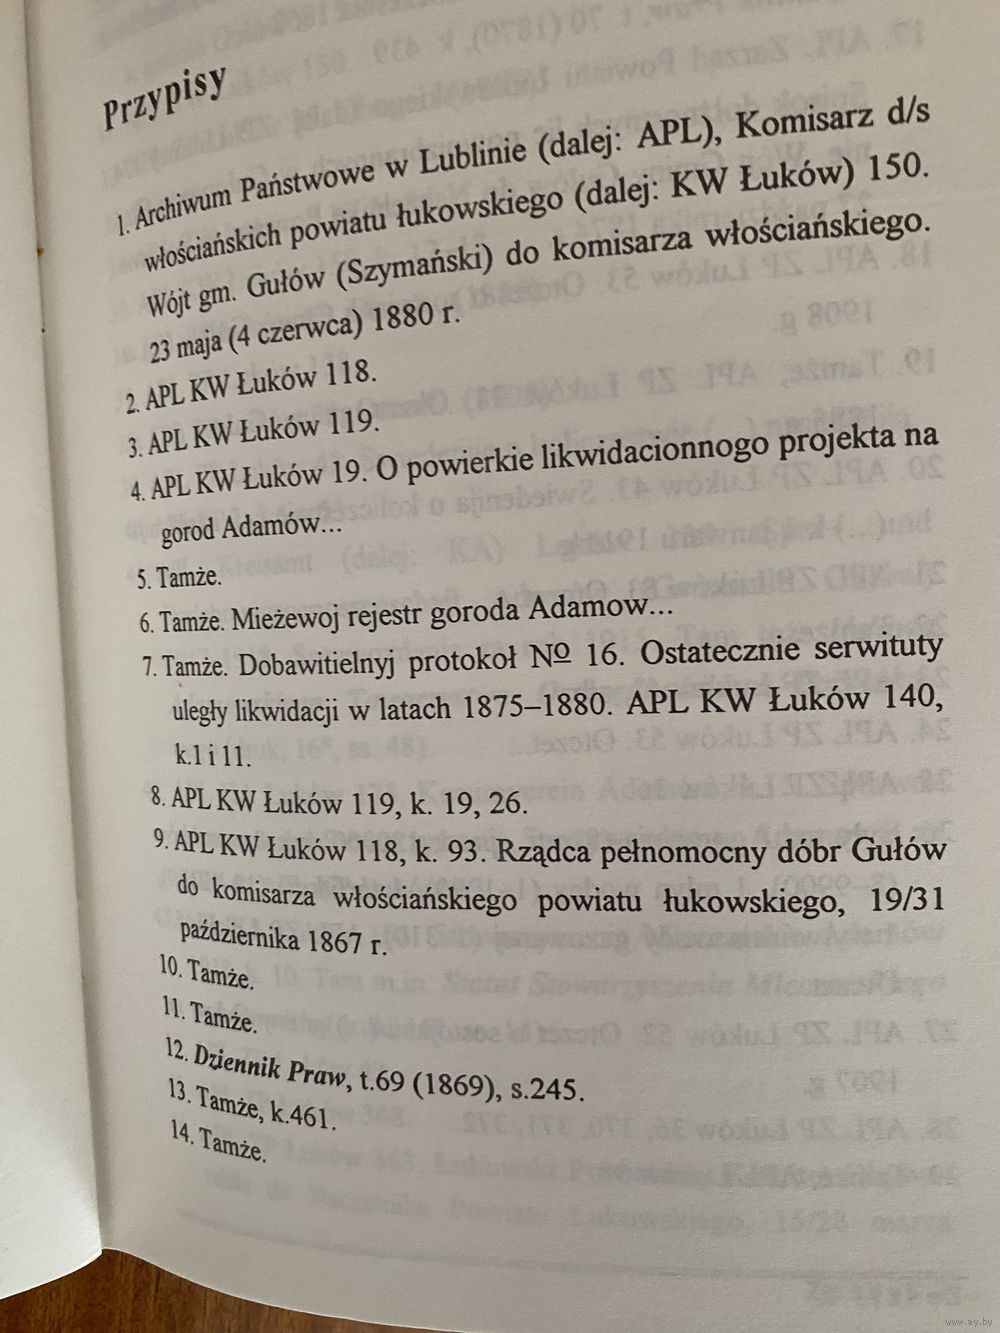 Przypisy
1. Archiwum Państwowe w Lublinie (dalej: APL), Komisarz d/s
włościańskich powiatu łukowskiego (dalej: KW Łuków) 150.
Wójt gm. Gułów (Szymański) do komisarza włościańskiego.
23 maja (4 czerwca) 1880 r.
2. APL KW Łuków 118.
3. APL KW Łuków 119.
4. APL KW Łuków 19. O powierkie likwidacionnogo projekta na
gorod Adamów...
5. Tamże.
6. Tamże. Mieżewoj rejestr goroda Adamow...
7. Tamże. Dobawitielnyj protokoł № 16. Ostatecznie serwituty
uległy likwidacji w latach 1875–1880. APL KW Łuków 140,
k.1 i 11.
8. APL KW Łuków 119, k. 19, 26.
9. APL KW Łuków 118, k. 93. Rządca pełnomocny dóbr Gułów
do komisarza włościańskiego powiatu łukowskiego, 19/31
października 1867 r.
10. Tamże.
11. Tamże.
12. Dziennik Praw, t.69 (1869), s.245.
13. Tamże, k.461.
14. Tamże.
www.ay.by